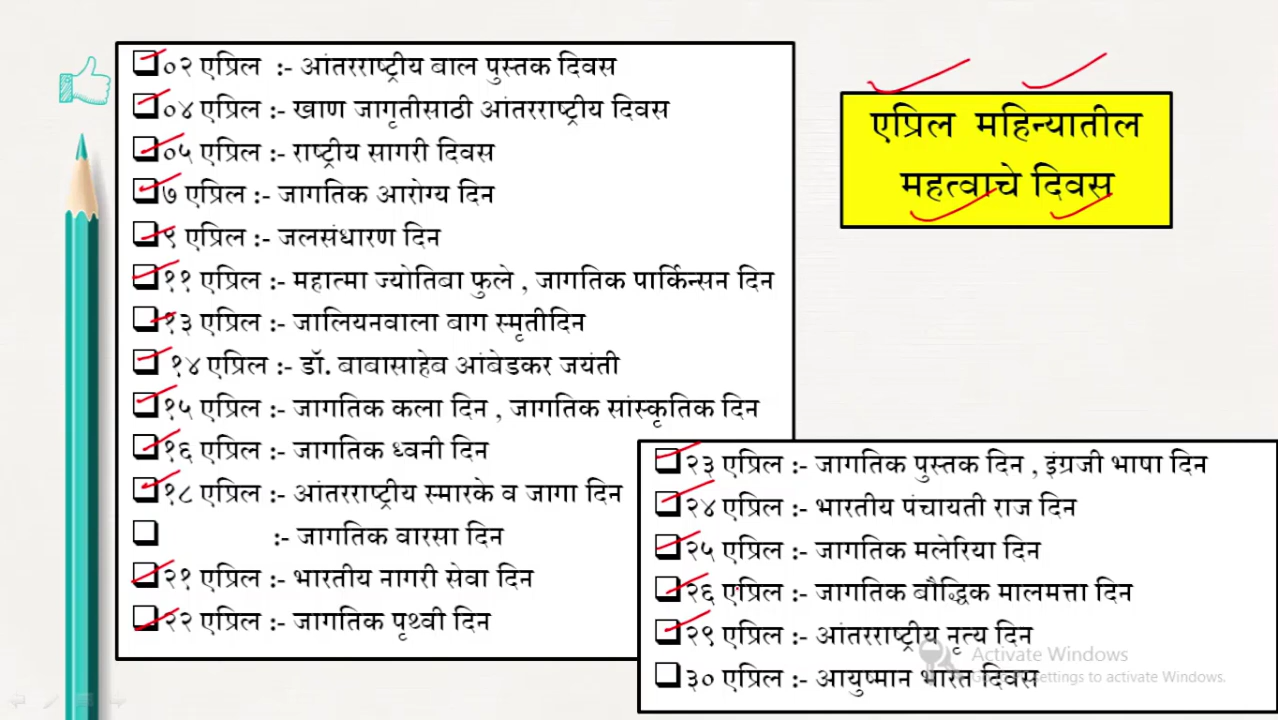 एप्रिल महिन्यातील
महत्वाचे दिवस
०२ एप्रिल :- आंतरराष्ट्रीय बाल पुस्तक दिवस
०४ एप्रिल :- खाण जागृतीसाठी आंतरराष्ट्रीय दिवस
०५ एप्रिल :- राष्ट्रीय सागरी दिवस
७ एप्रिल :- जागतिक आरोग्य दिन
९ एप्रिल :- जलसंधारण दिन
११ एप्रिल :- महात्मा ज्योतिबा फुले , जागतिक पार्किन्सन दिन
१३ एप्रिल :- जालियनवाला बाग स्मृतीदिन
१४ एप्रिल :- डॉ. बाबासाहेब आंबेडकर जयंती
१५ एप्रिल :- जागतिक कला दिन , जागतिक सांस्कृतिक दिन
१६ एप्रिल :- जागतिक ध्वनी दिन
१८ एप्रिल :- आंतरराष्ट्रीय स्मारके व जागा दिन
:- जागतिक वारसा दिन
२१ एप्रिल :- भारतीय नागरी सेवा दिन
२२ एप्रिल :- जागतिक पृथ्वी दिन
२३ एप्रिल :- जागतिक पुस्तक दिन , इंग्रजी भाषा दिन
२४ एप्रिल :- भारतीय पंचायती राज दिन
२५ एप्रिल :- जागतिक मलेरिया दिन
२६ एप्रिल :- जागतिक बौद्धिक मालमत्ता दिन
२९ एप्रिल :- आंतरराष्ट्रीय नृत्य दिन
३० एप्रिल :- आयुष्मान भारत दिवस
Activate Windows
Go to Settings to activate Windows.